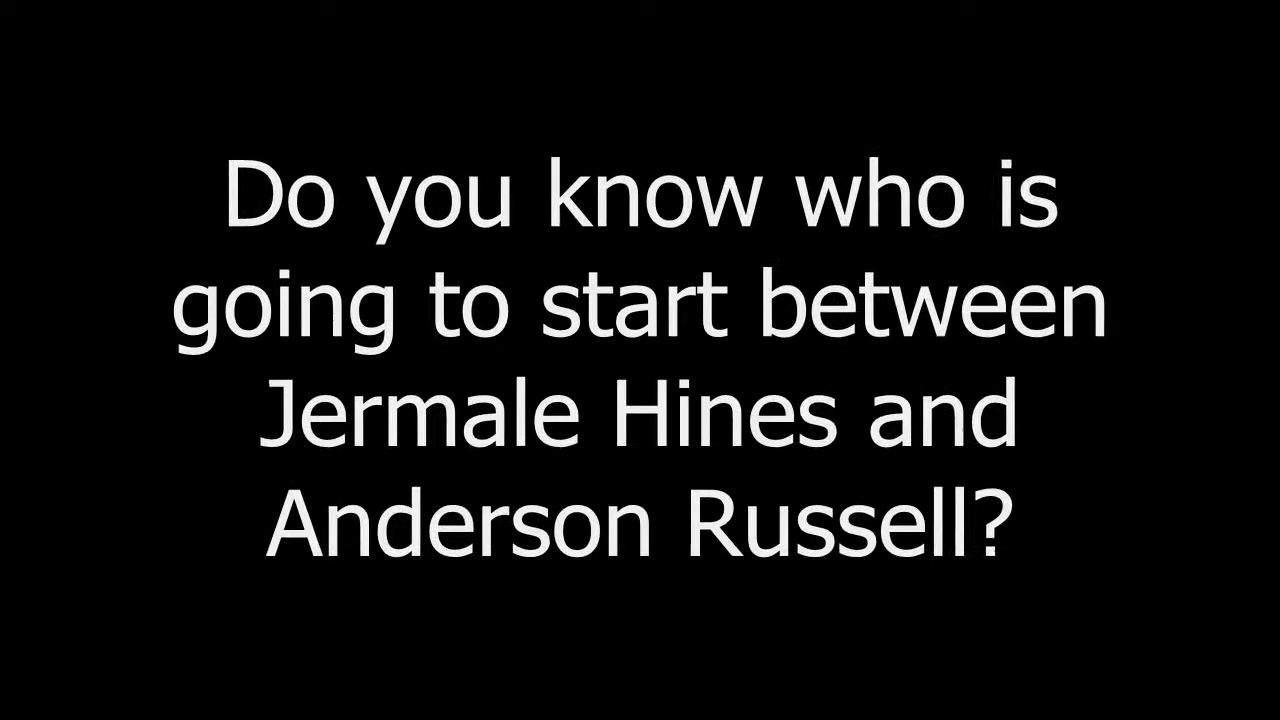 Do you know who is
going to start between
Jermale Hines and
Anderson Russell?